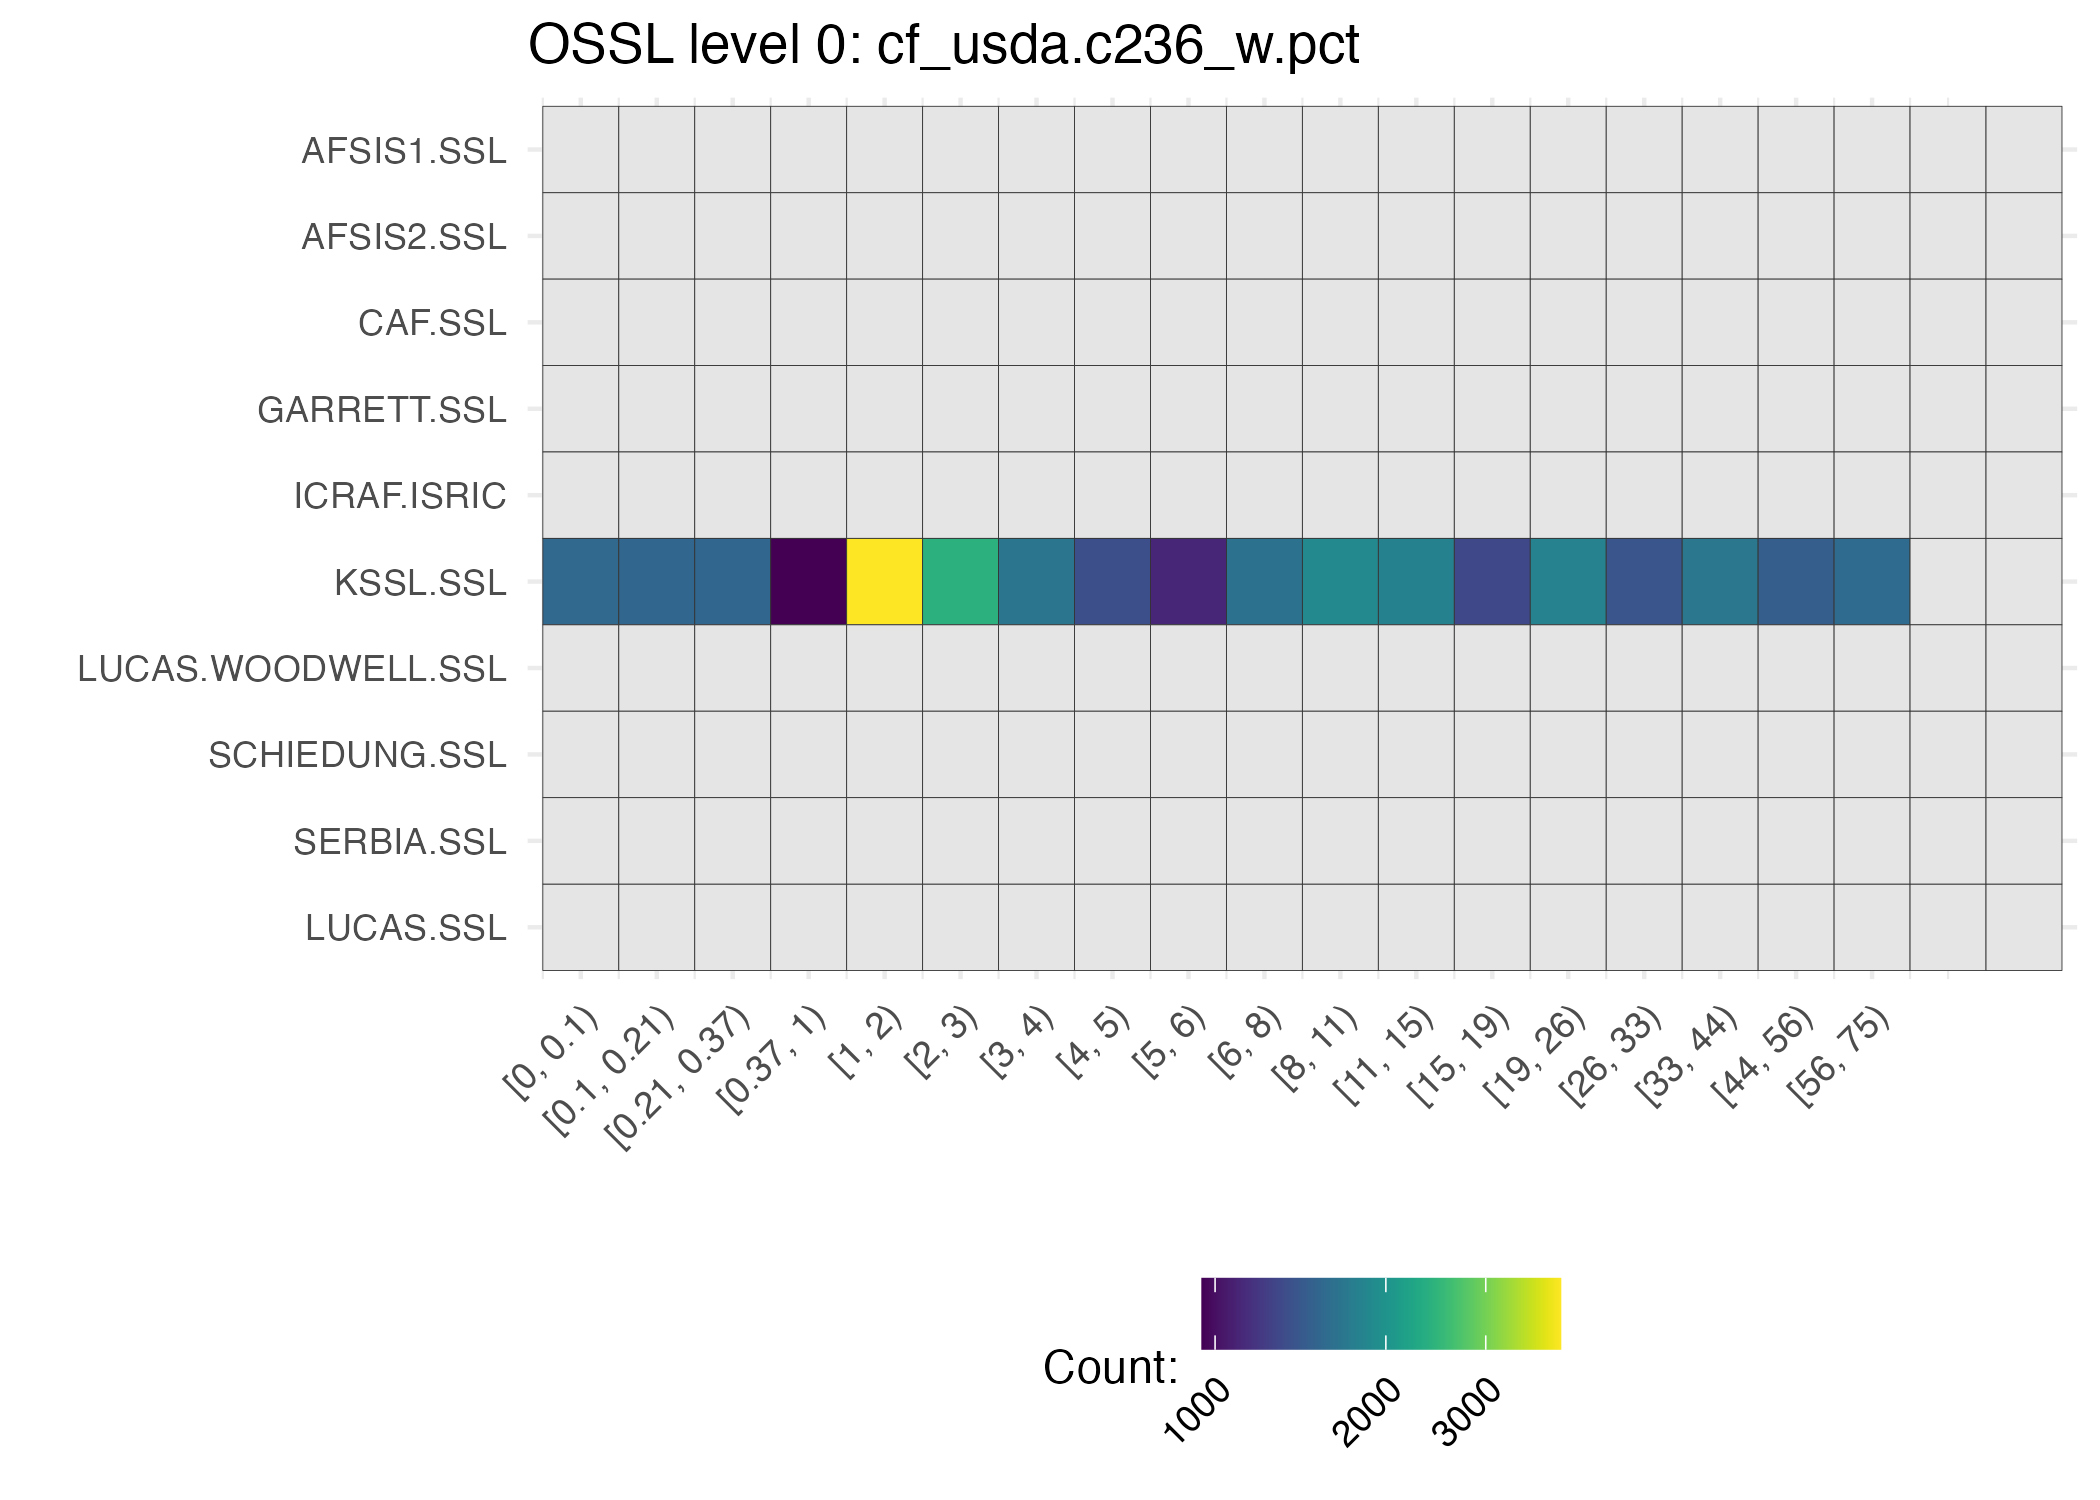 OSSL level 0: cf_usda.c236_w.pct
AFSIS1.SSL
AFSIS2.SSL
CAF.SSL
GARRETT.SSL
ICRAF.ISRIC
KSSL.SSL
LUCAS.WOODWELL.SSL
SCHIEDUNG.SSL
SERBIA.SSL
LUCAS.SSL
[0, 0.1)
[0.1, 0.21)
[0.21, 0.37)
[0.37, 1)
[1, 2)
[2, 3)
[3, 4)
[4, 5)
[5, 6)
[6, 8)
[8, 11)
[11, 15)
[15, 19)
[19, 26)
[26, 33)
[33, 44)
[44, 56)
[56, 75)
Count:
1000
2000
3000